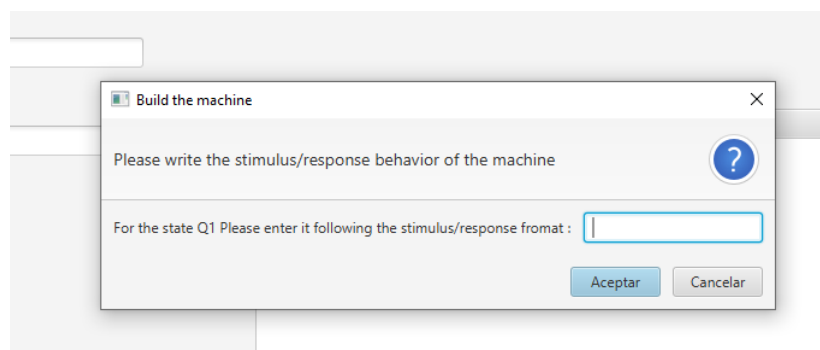 Build the machine
Please write the stimulus/response behavior of the machine
?
For the state Q1 Please enter it following the stimulus/response fromat :
Aceptar
Cancelar